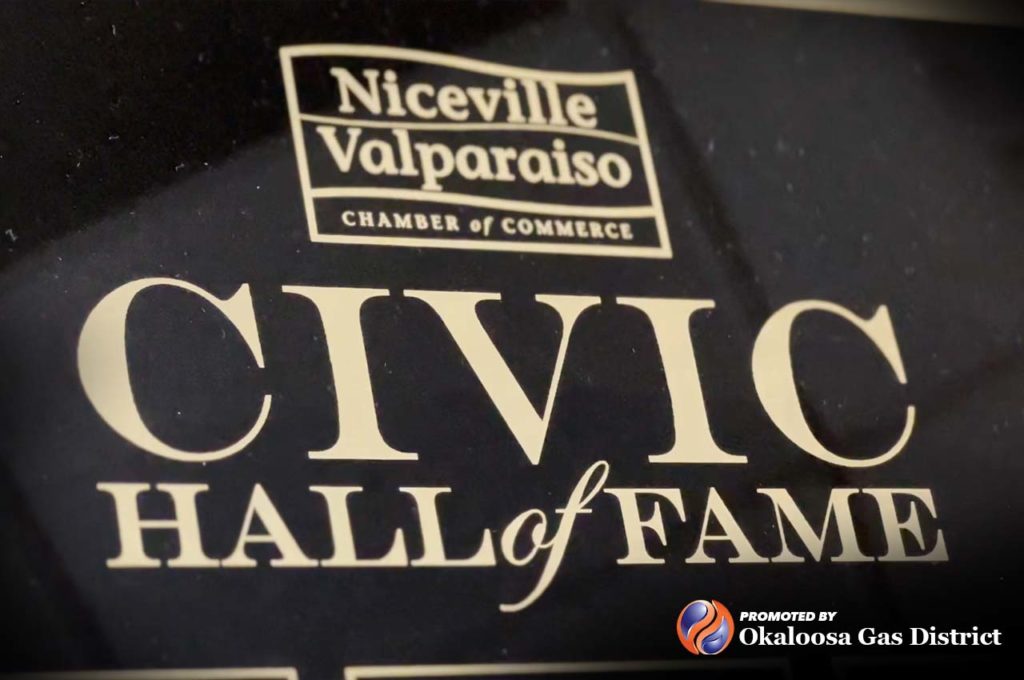 Niceville
Valparaiso
CHAMBER of COMMERCE
CIVIC
HALL of FAME
PROMOTED BY
Okaloosa Gas District